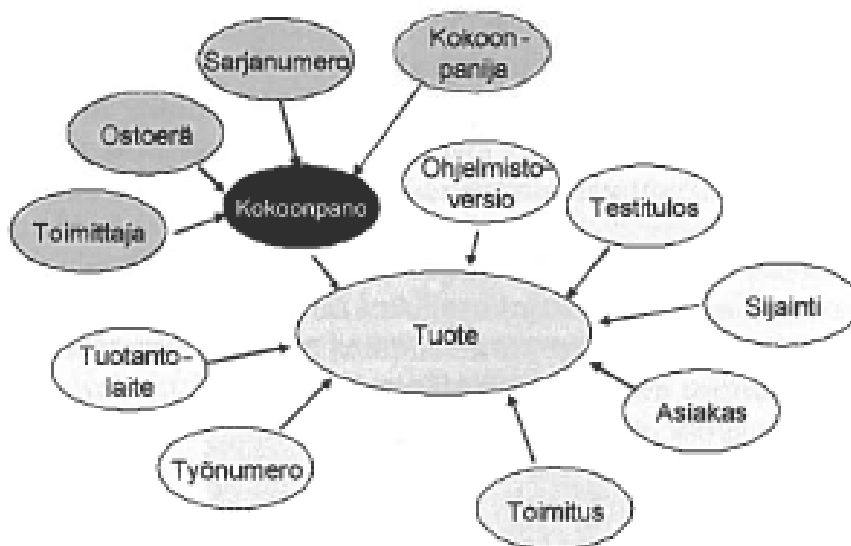 Sarjanumero
Kokoon-
panija
Ostoerä
Toimittaja
Kokoonpano
Ohjelmisto-
versio
Testitulos
Sijainti
Tuote
Tuotanto-
laite
Työnumero
Asiakas
Toimitus